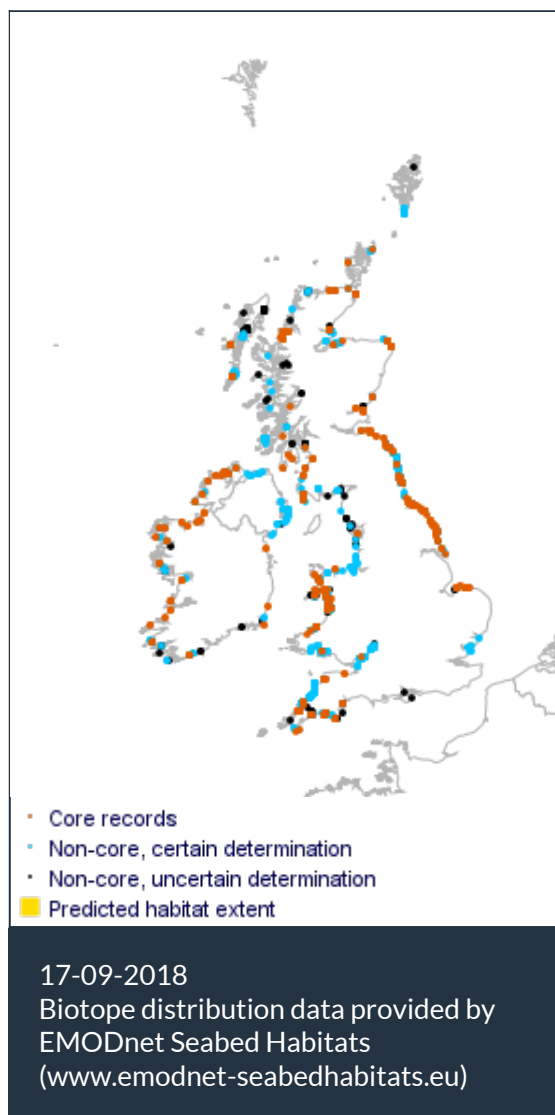 Core records
Non-core, certain determination
Non-core, uncertain determination
Predicted habitat extent
17-09-2018
Biotope distribution data provided by
EMODnet Seabed Habitats
(www.emodnet-seabedhabitats.eu)